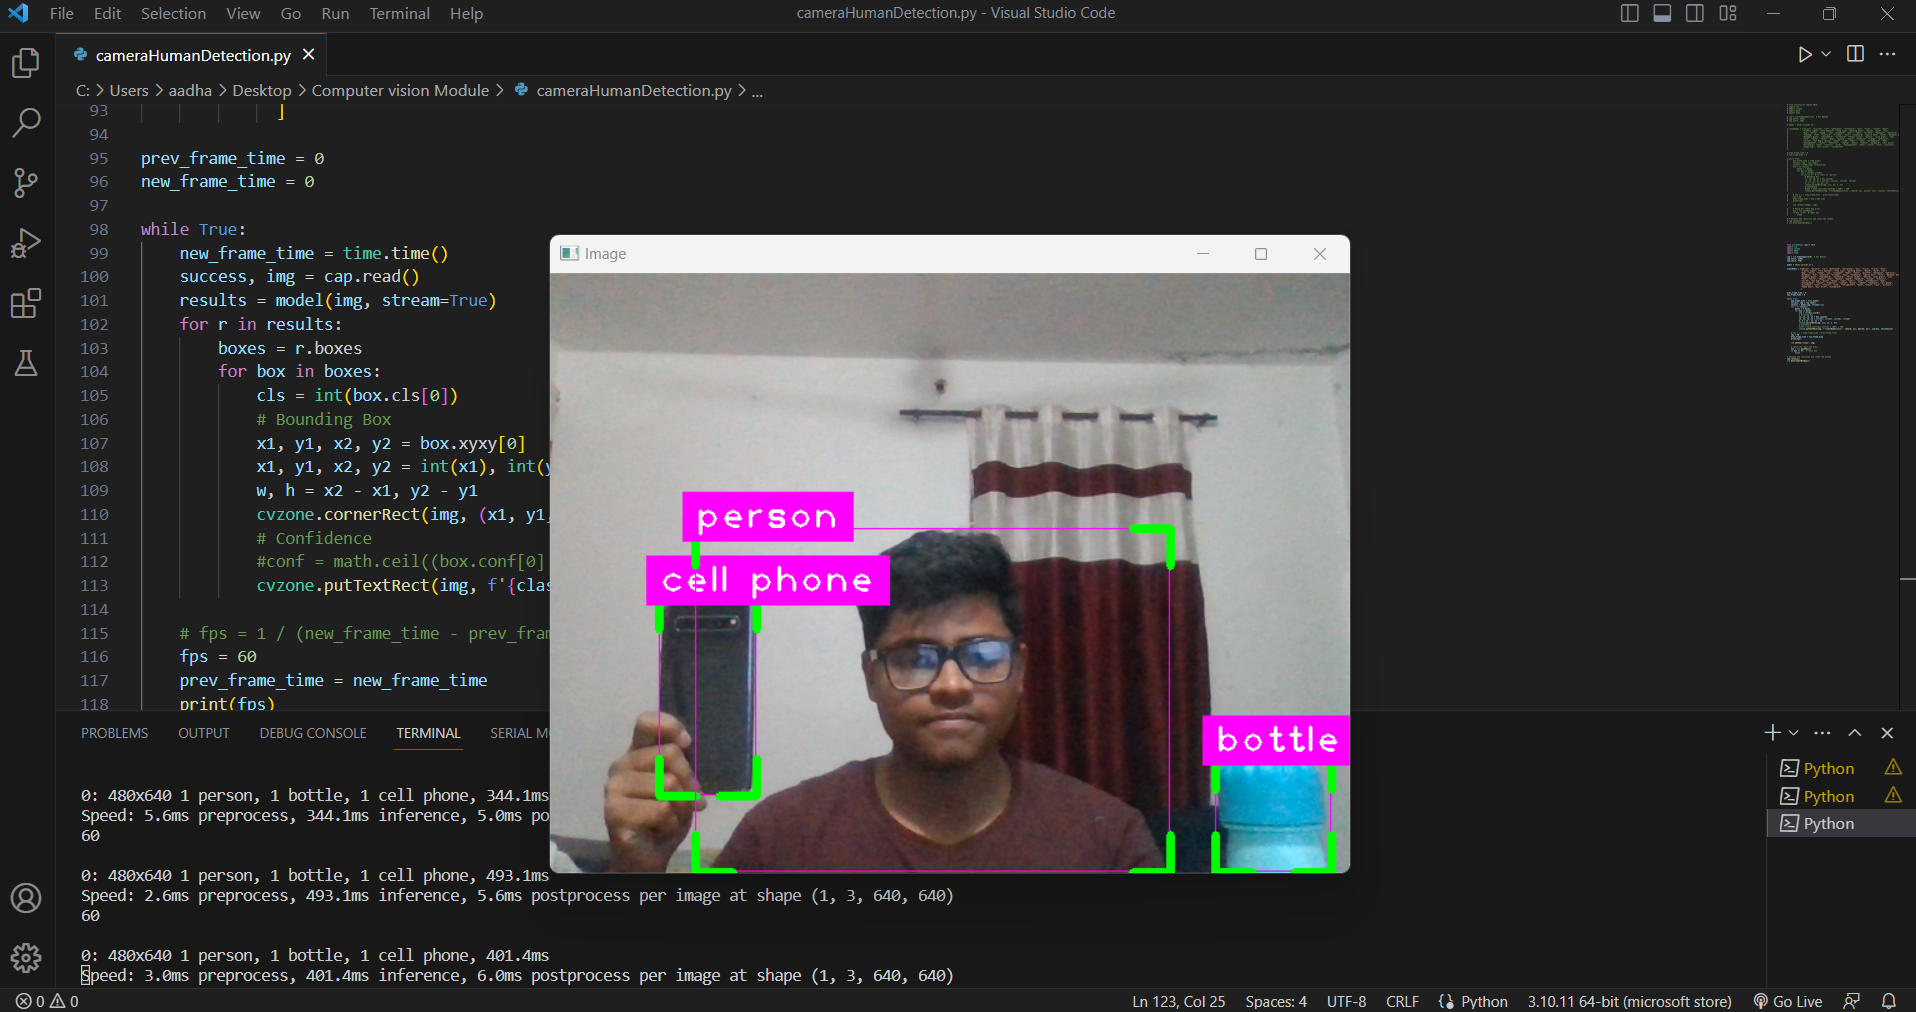 File Edit Selection View Go Run Terminal Help
cameraHumanDetection.py - Visual Studio Code
cameraHumanDetection.py
C: > Users > aadha > Desktop > Computer vision Module > cameraHumanDetection.py > ...
93 ]
94
95 prev_frame_time = 0
96 new_frame_time = 0
97
98 while True:
99 new_frame_time = time.time()
100 success, img = cap.read()
101 results = model(img, stream=True)
102 for r in results:
103 boxes = r.boxes
104 for box in boxes:
105 cls = int(box.cls[0])
106 # Bounding Box
107 x1, y1, x2, y2 = box.xyxy[0]
108 x1, y1, x2, y2 = int(x1), int(y
109 w, h = x2 - x1, y2 - y1
110 cvzone.cornerRect(img, (x1, y1,
111 # Confidence
112 #conf = math.ceil((box.conf[0]
113 cvzone.putTextRect(img, f'{clas
114
115 # fps = 1 / (new_frame_time - prev_fram
116 fps = 60
117 prev_frame_time = new_frame_time
118 print(fps)
Image
person
cell phone
bottle
PROBLEMS OUTPUT DEBUG CONSOLE TERMINAL SERIAL MO
0: 480x640 1 person, 1 bottle, 1 cell phone, 344.1ms
Speed: 5.6ms preprocess, 344.1ms inference, 5.0ms po
60
0: 480x640 1 person, 1 bottle, 1 cell phone, 493.1ms
Speed: 2.6ms preprocess, 493.1ms inference, 5.6ms postprocess per image at shape (1, 3, 640, 640)
60
0: 480x640 1 person, 1 bottle, 1 cell phone, 401.4ms
Speed: 3.0ms preprocess, 401.4ms inference, 6.0ms postprocess per image at shape (1, 3, 640, 640)
Python
Python
Python
0 0
Ln 123, Col 25 Spaces: 4 UTF-8 CRLF Python 3.10.11 64-bit (microsoft store) Go Live